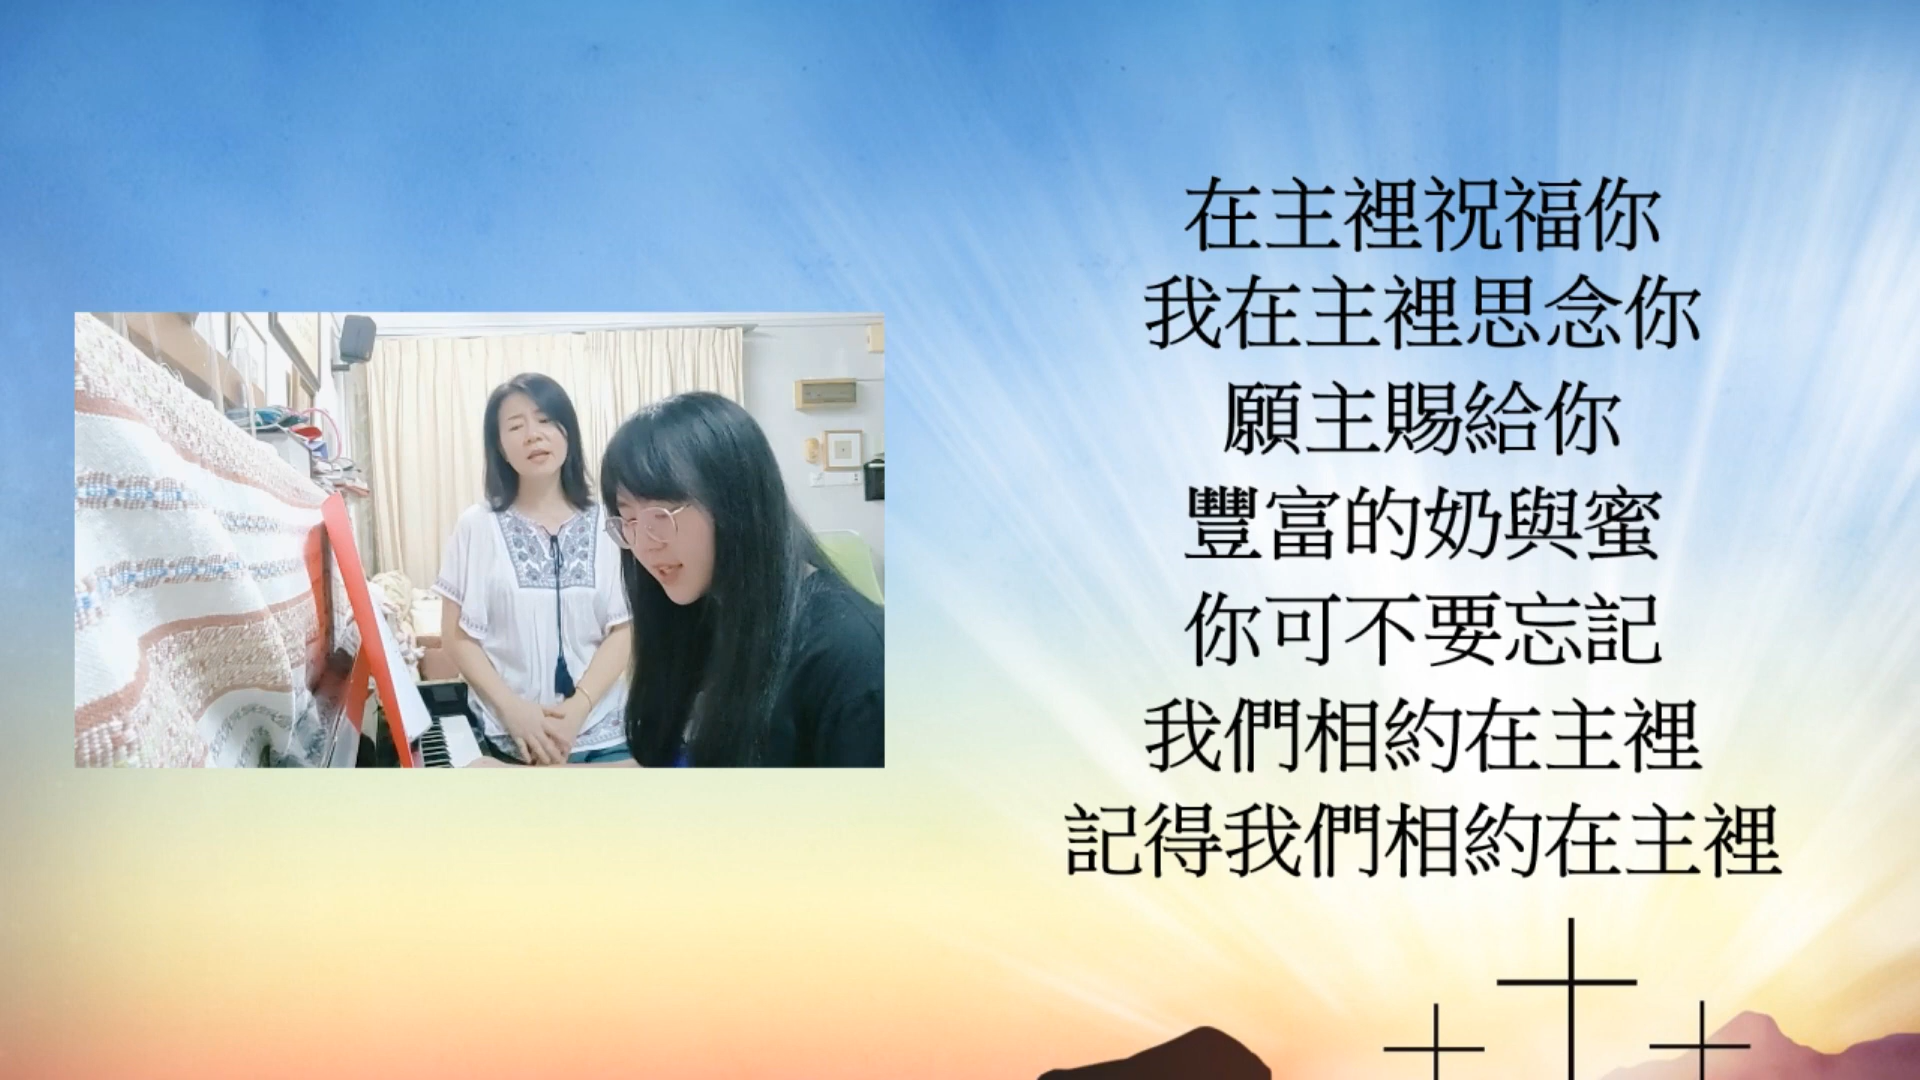 在主裡祝福你
我在主裡思念你
願主賜給你
豐富的奶與蜜
你可不要忘記
我們相約在主裡
記得我們相約在主裡